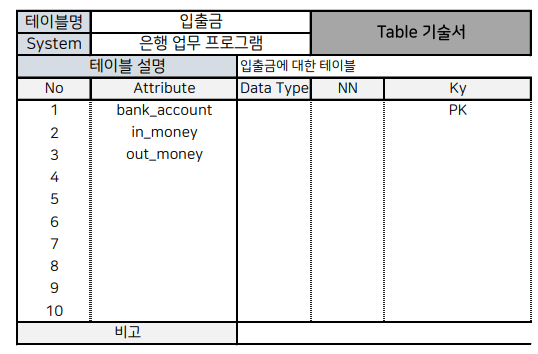 테이블명 입출금 Table 기술서
System 은행 업무 프로그램
테이블 설명 입출금에 대한 테이블
No Attribute Data Type NN Ky
1 bank_account PK
2 in_money
3 out_money
4
5
6
7
8
9
10
비고